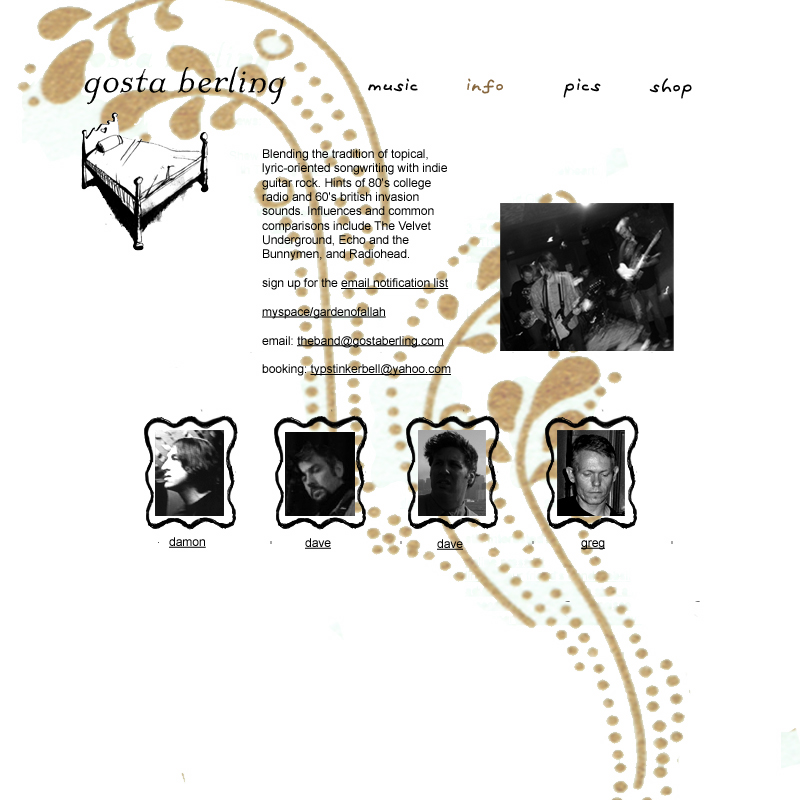 gosta berling
music info pics shop
Blending the tradition of topical,
lyric-oriented songwriting with indie
guitar rock. Hints of 80's college
radio and 60's british invasion
sounds. Influences and common
comparisons include The Velvet
Underground, Echo and the
Bunnymen, and Radiohead.
sign up for the email notification list
myspace/gardenofallah
email: theband@gostaberling.com
booking: typstinkerbell@yahoo.com
damon dave dave greg